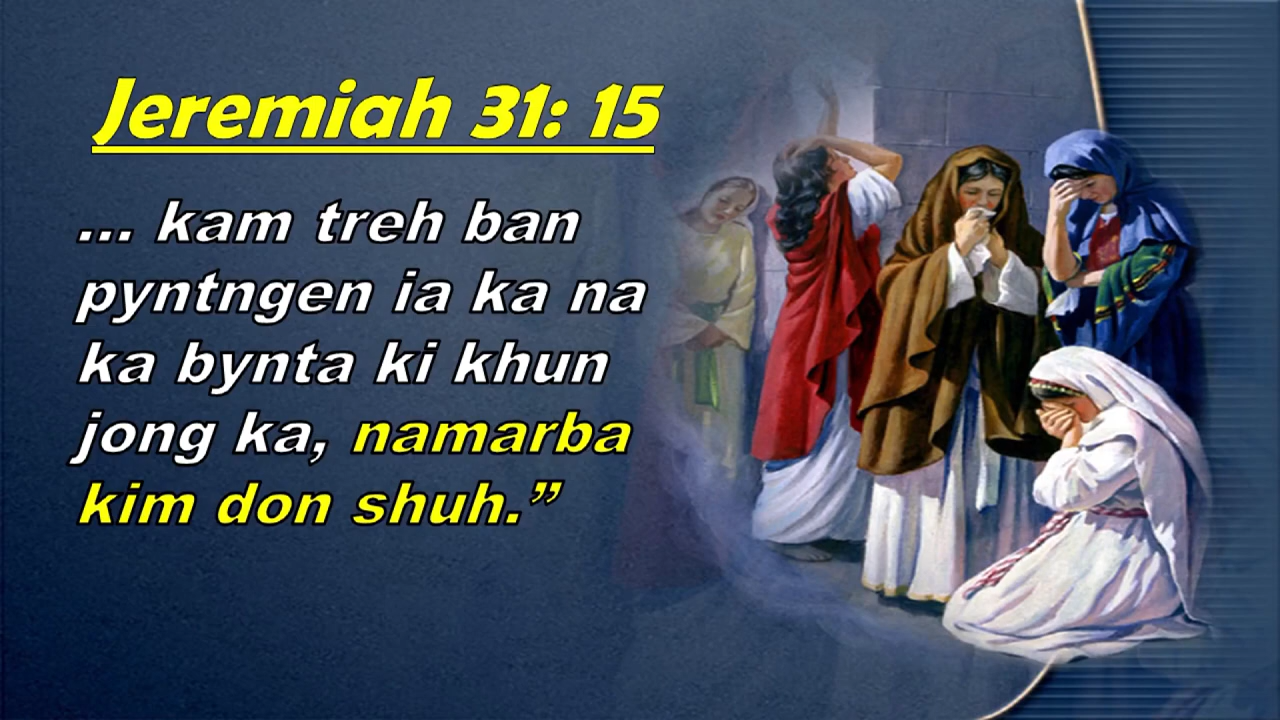 Jeremiah 31: 15
... kam treh ban
pyntngen ia ka na
ka bynta ki khun
jong ka, namarba
kim don shuh.”